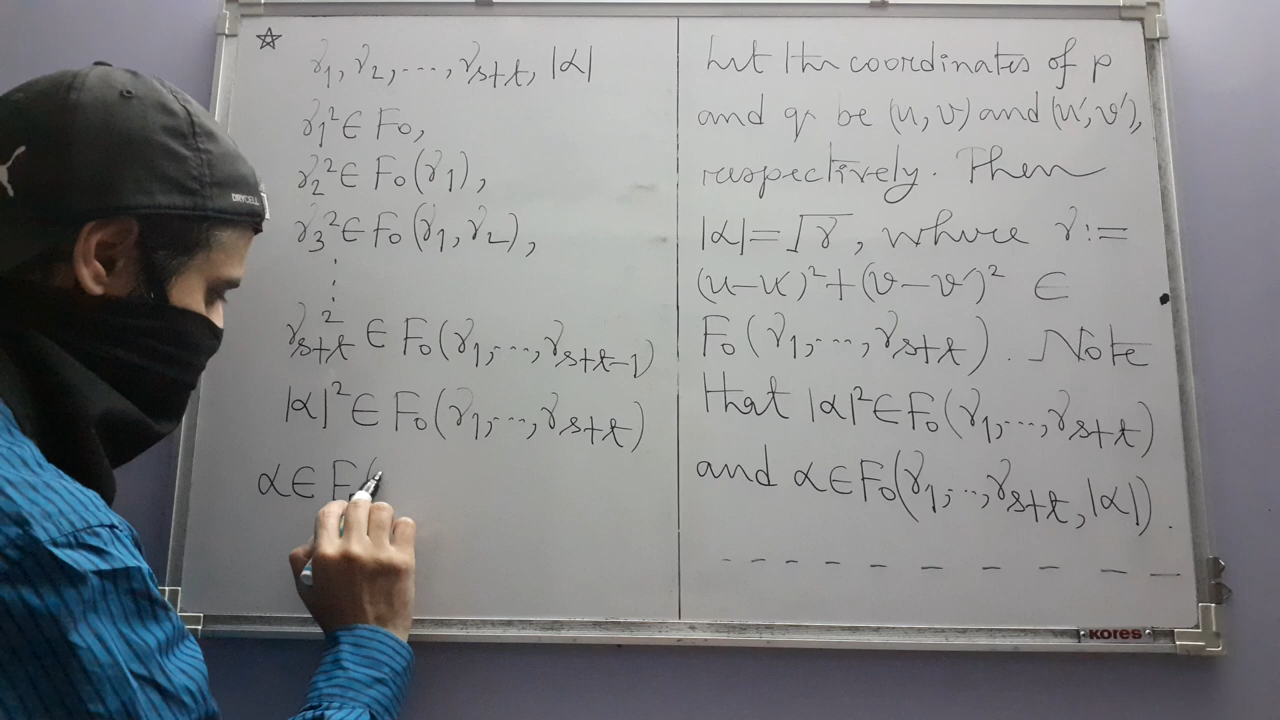 ☆ γ₁, γ₂, ..., γₛ₊ₜ, |α|
γ₁² ∈ F₀,
γ₂² ∈ F₀(γ₁),
γ₃² ∈ F₀(γ₁, γ₂),
⋮
γₛ₊ₜ² ∈ F₀(γ₁, ..., γₛ₊ₜ₋₁)
|α|² ∈ F₀(γ₁, ..., γₛ₊ₜ)
α ∈ F₀(
Let the coordinates of p
and q be (u, v) and (u′, v′),
respectively. Then
|α| = √γ, where γ :=
(u-u′)² + (v-v′)² ∈
F₀(γ₁, ..., γₛ₊ₜ). Note
that |α|² ∈ F₀(γ₁, ..., γₛ₊ₜ)
and α ∈ F₀(γ₁, ..., γₛ₊ₜ, |α|).
DRYCELL
Kores